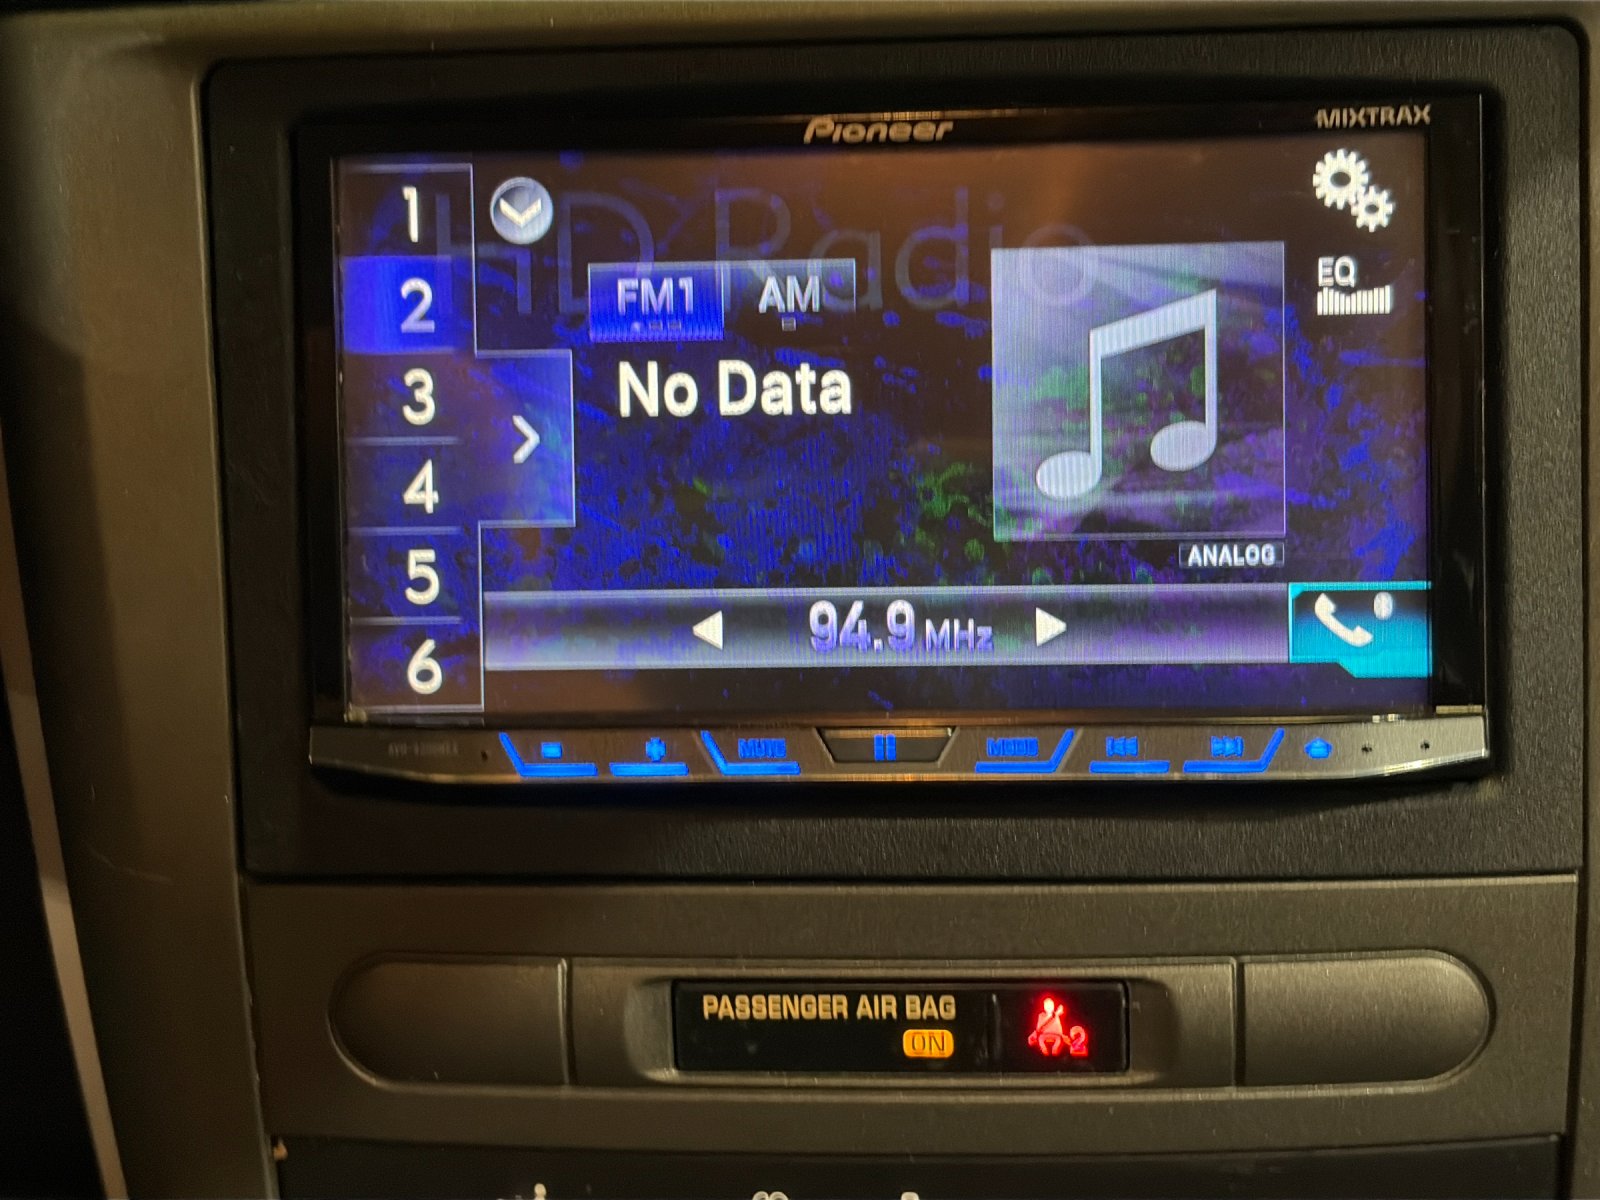 Pioneer
MIXTRAX
HD Radio
1
2
3
4
5
6
FM1
AM
EQ
No Data
ANALOG
94.9 MHz
MUTE
MODE
PASSENGER AIR BAG
ON
2